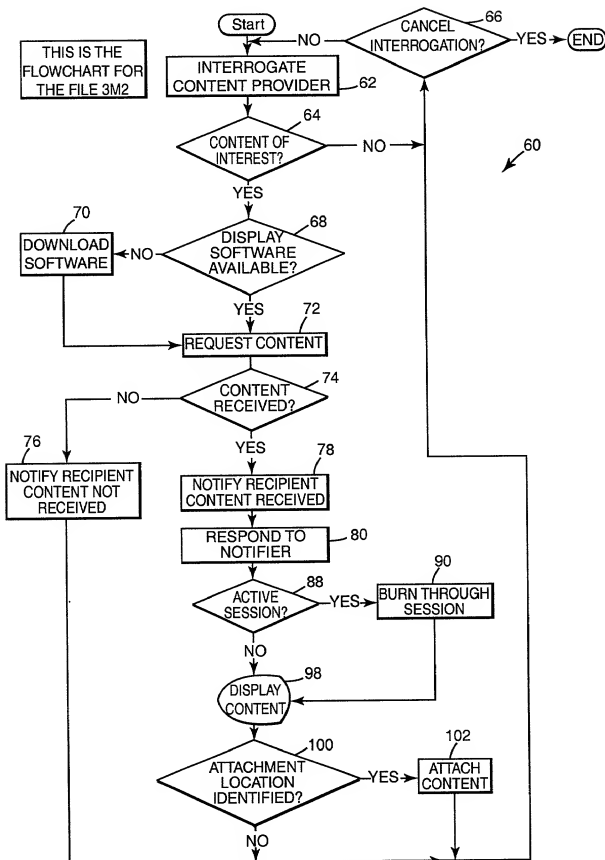 Start
66
CANCEL
INTERROGATION?
NO
YES
END
THIS IS THE
FLOWCHART FOR
THE FILE 3M2
INTERROGATE
CONTENT PROVIDER
62
64
CONTENT OF
INTEREST?
NO
60
YES
70
DOWNLOAD
SOFTWARE
NO
68
DISPLAY
SOFTWARE
AVAILABLE?
YES
72
REQUEST CONTENT
74
CONTENT
RECEIVED?
NO
YES
76
NOTIFY RECIPIENT
CONTENT NOT
RECEIVED
78
NOTIFY RECIPIENT
CONTENT RECEIVED
RESPOND TO
NOTIFIER
80
88
ACTIVE
SESSION?
YES
90
BURN THROUGH
SESSION
NO
98
DISPLAY
CONTENT
100
ATTACHMENT
LOCATION
IDENTIFIED?
YES
102
ATTACH
CONTENT
NO